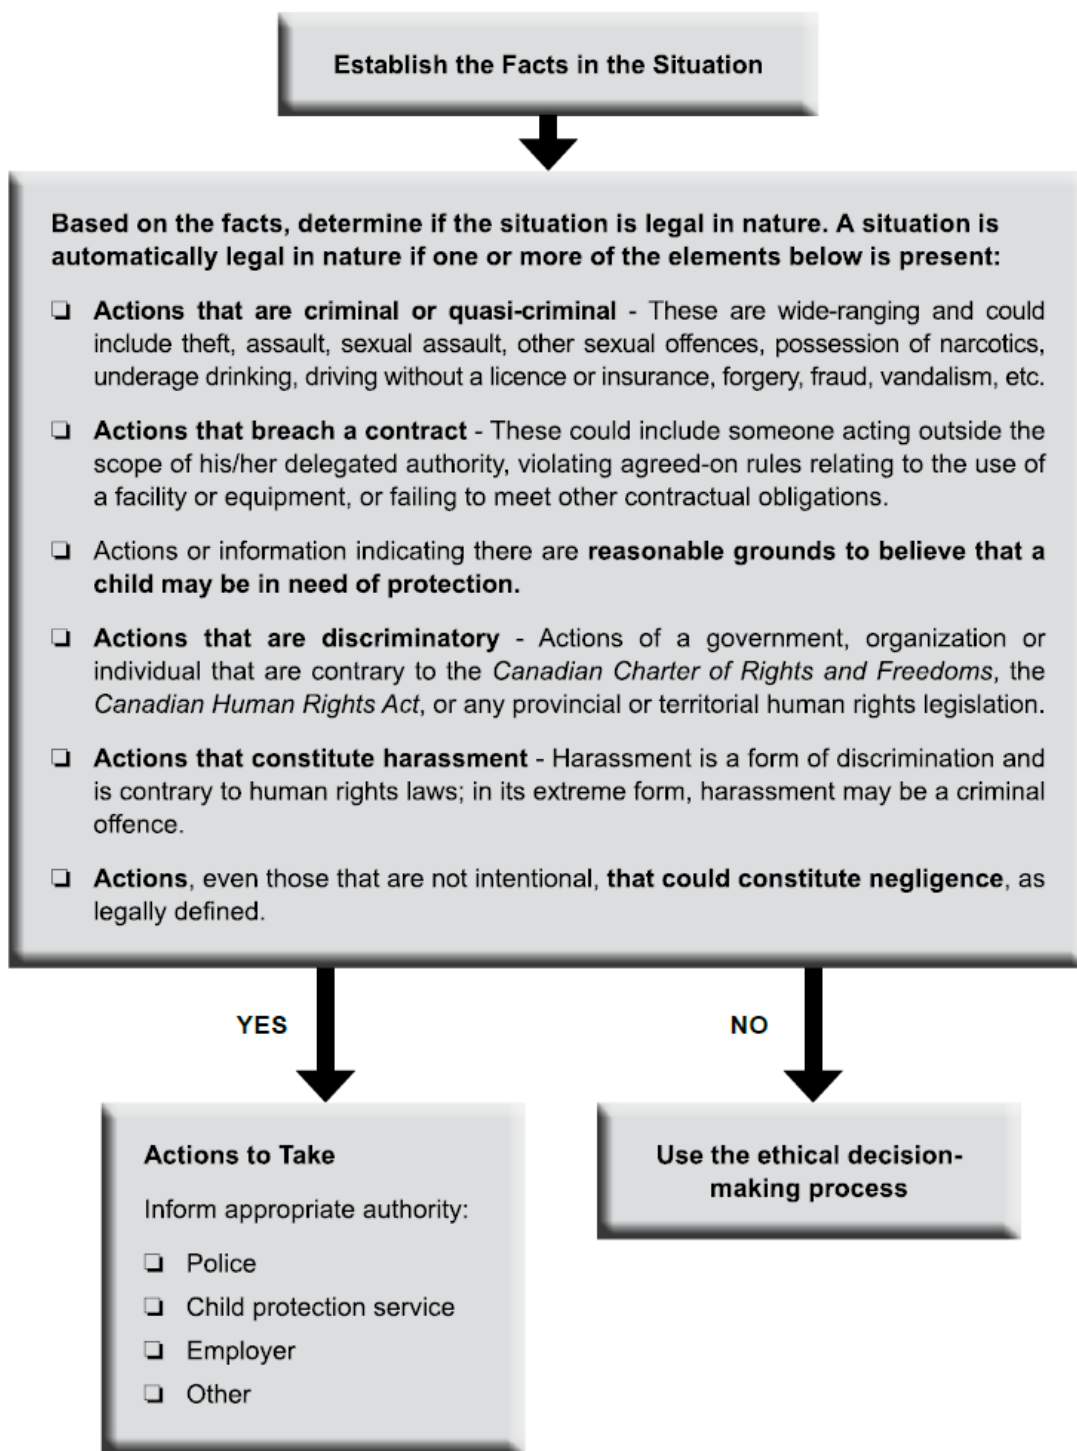 Establish the Facts in the Situation
Based on the facts, determine if the situation is legal in nature. A situation is
automatically legal in nature if one or more of the elements below is present:
❑ Actions that are criminal or quasi-criminal - These are wide-ranging and could
include theft, assault, sexual assault, other sexual offences, possession of narcotics,
underage drinking, driving without a licence or insurance, forgery, fraud, vandalism, etc.
❑ Actions that breach a contract - These could include someone acting outside the
scope of his/her delegated authority, violating agreed-on rules relating to the use of
a facility or equipment, or failing to meet other contractual obligations.
❑ Actions or information indicating there are reasonable grounds to believe that a
child may be in need of protection.
❑ Actions that are discriminatory - Actions of a government, organization or
individual that are contrary to the Canadian Charter of Rights and Freedoms, the
Canadian Human Rights Act, or any provincial or territorial human rights legislation.
❑ Actions that constitute harassment - Harassment is a form of discrimination and
is contrary to human rights laws; in its extreme form, harassment may be a criminal
offence.
❑ Actions, even those that are not intentional, that could constitute negligence, as
legally defined.
YES
NO
Actions to Take
Inform appropriate authority:
❑ Police
❑ Child protection service
❑ Employer
❑ Other
Use the ethical decision-
making process